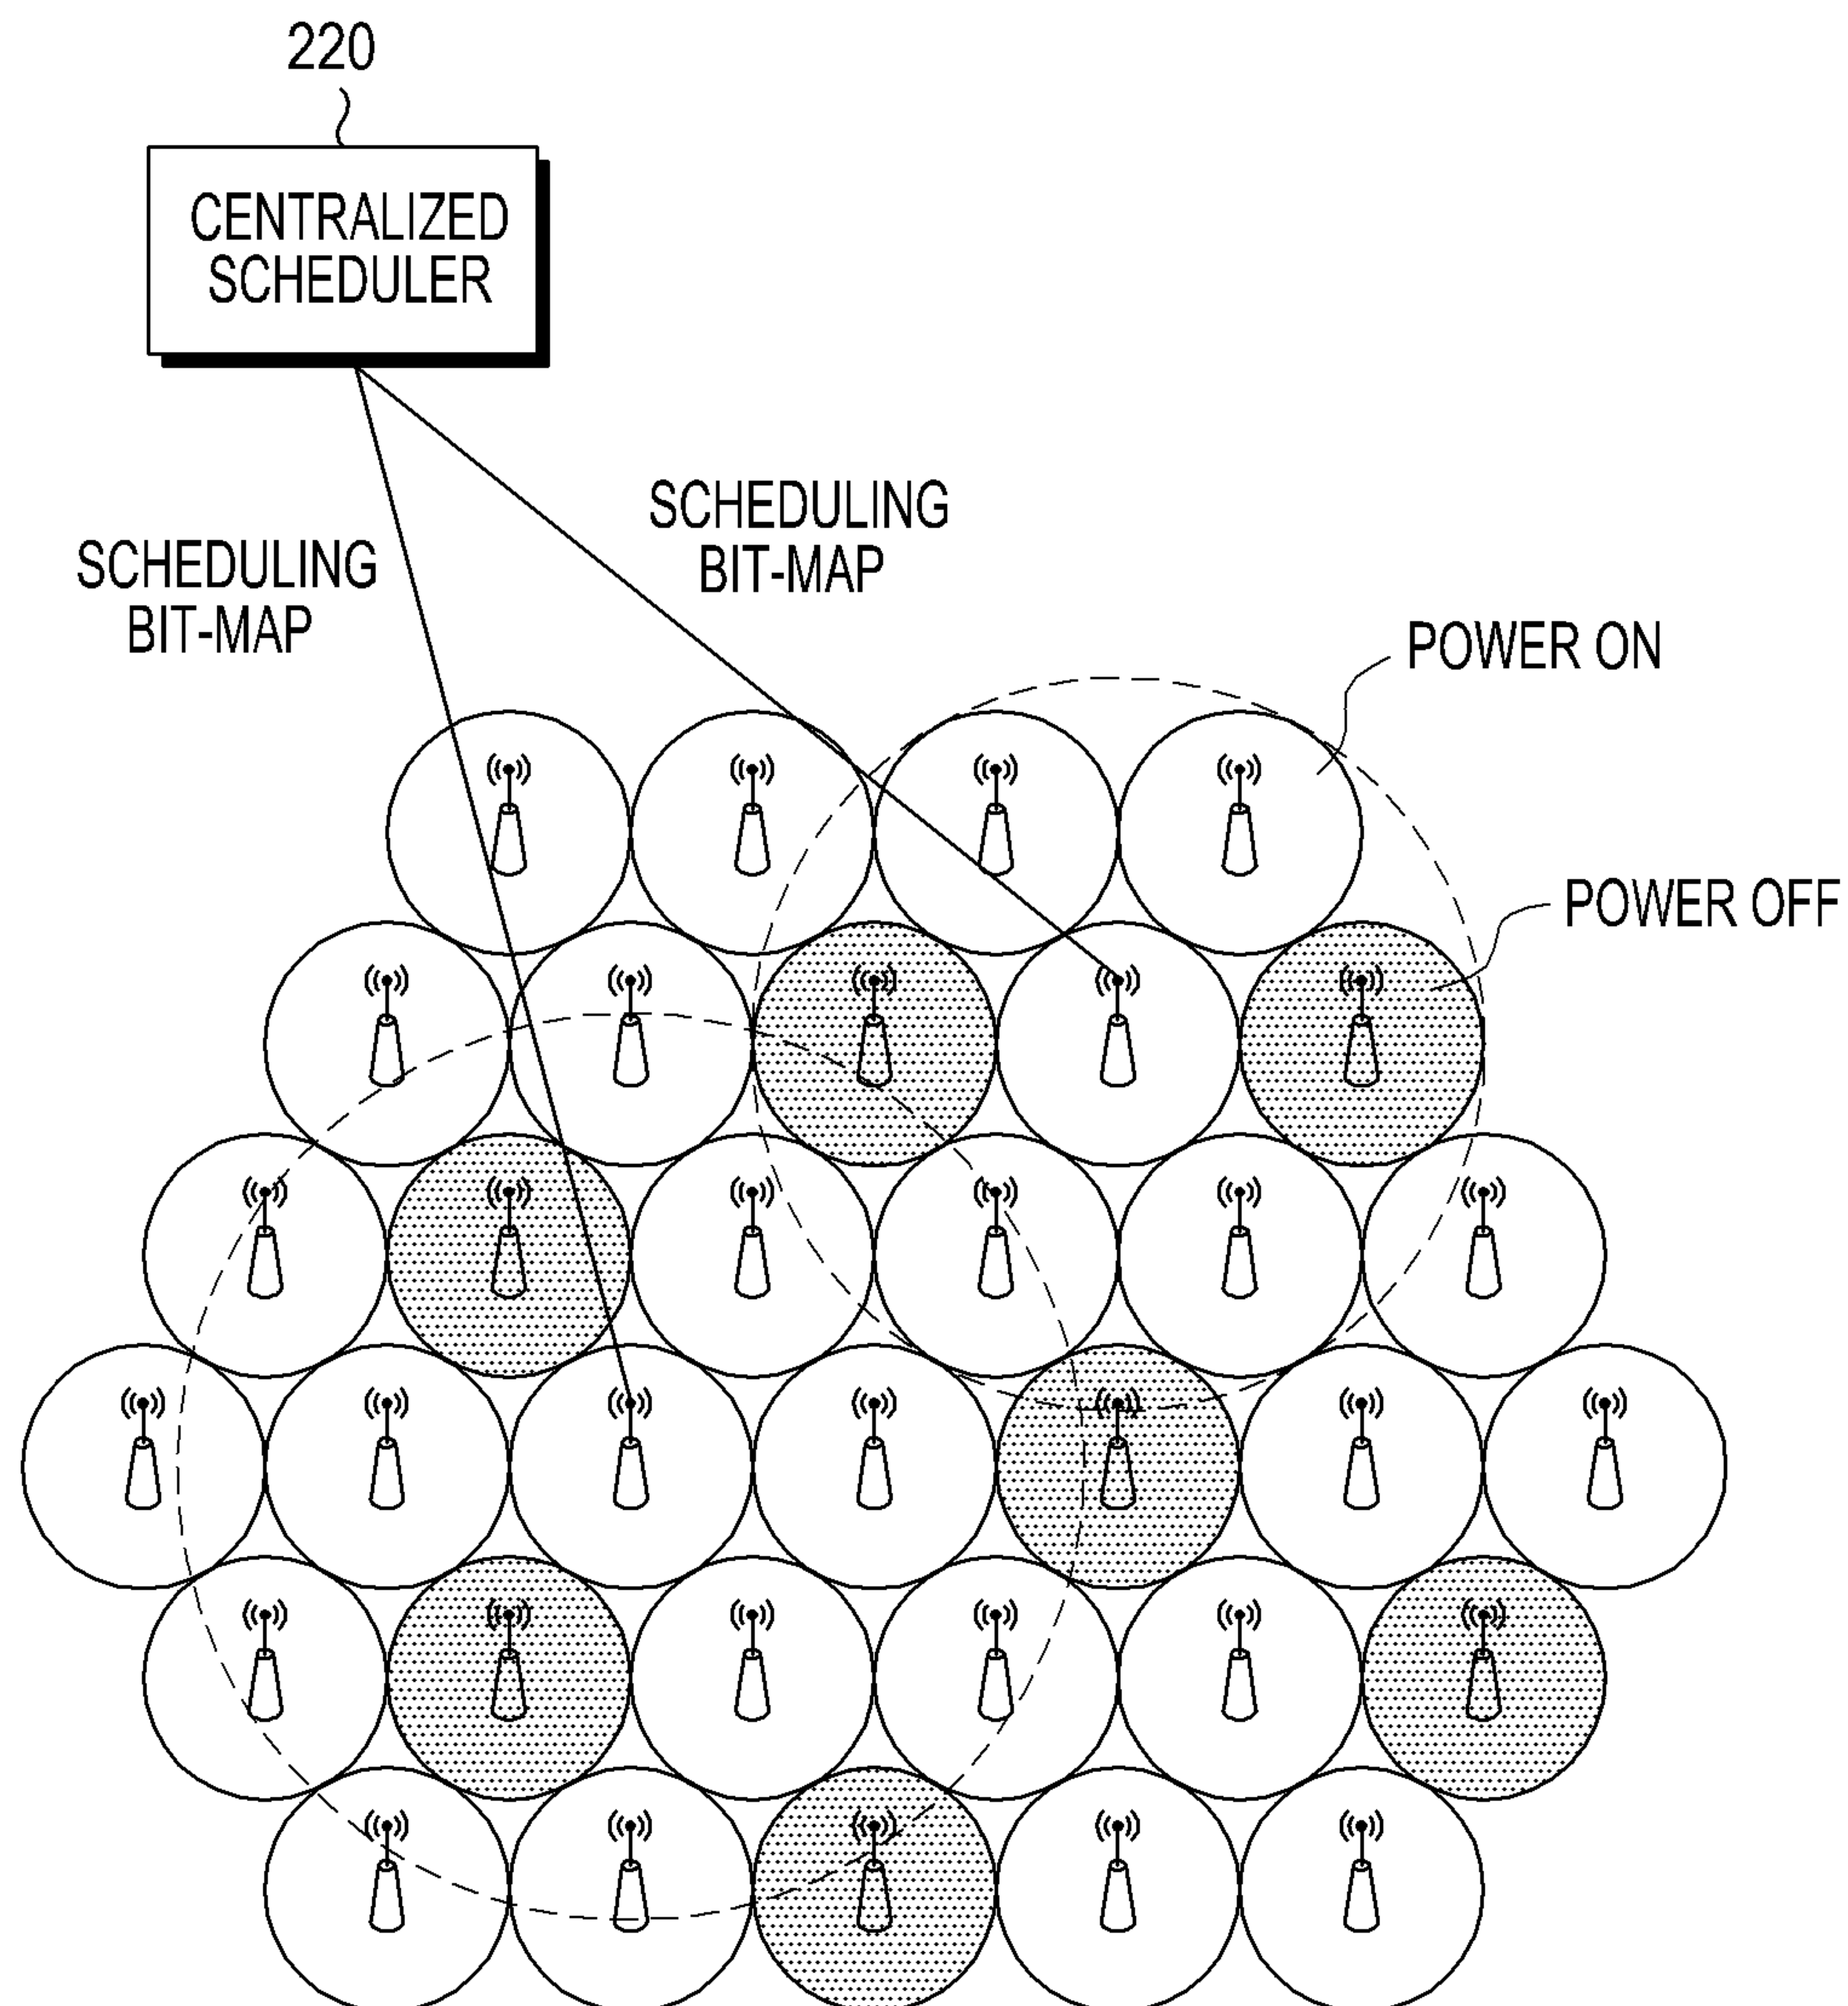 220
CENTRALIZED
SCHEDULER
SCHEDULING
BIT-MAP
SCHEDULING
BIT-MAP
POWER ON
POWER OFF